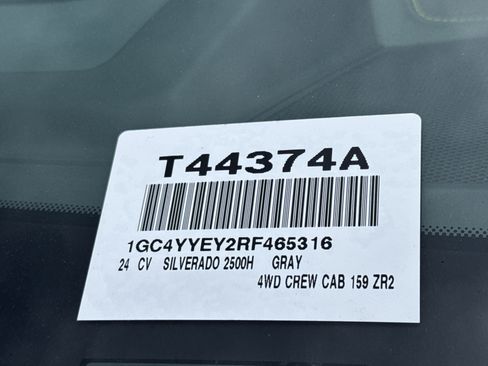 T44374A
1GC4YYEY2RF465316
24 CV SILVERADO 2500H GRAY
4WD CREW CAB 159 ZR2